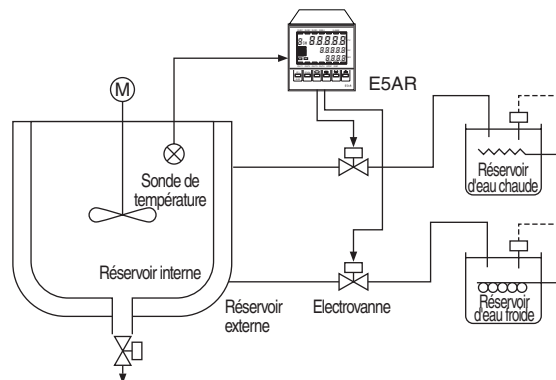 E5AR
M
Sonde de
température
Réservoir
d'eau chaude
Réservoir interne
Réservoir
externe
Electrovanne
Réservoir
d'eau froide